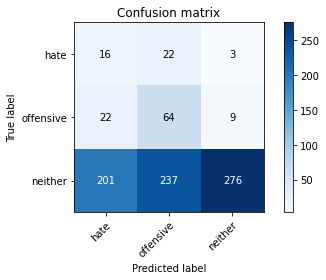 Confusion matrix
hate 16 22 3
offensive 22 64 9
neither 201 237 276
hate offensive neither
True label
Predicted label
250
200
150
100
50